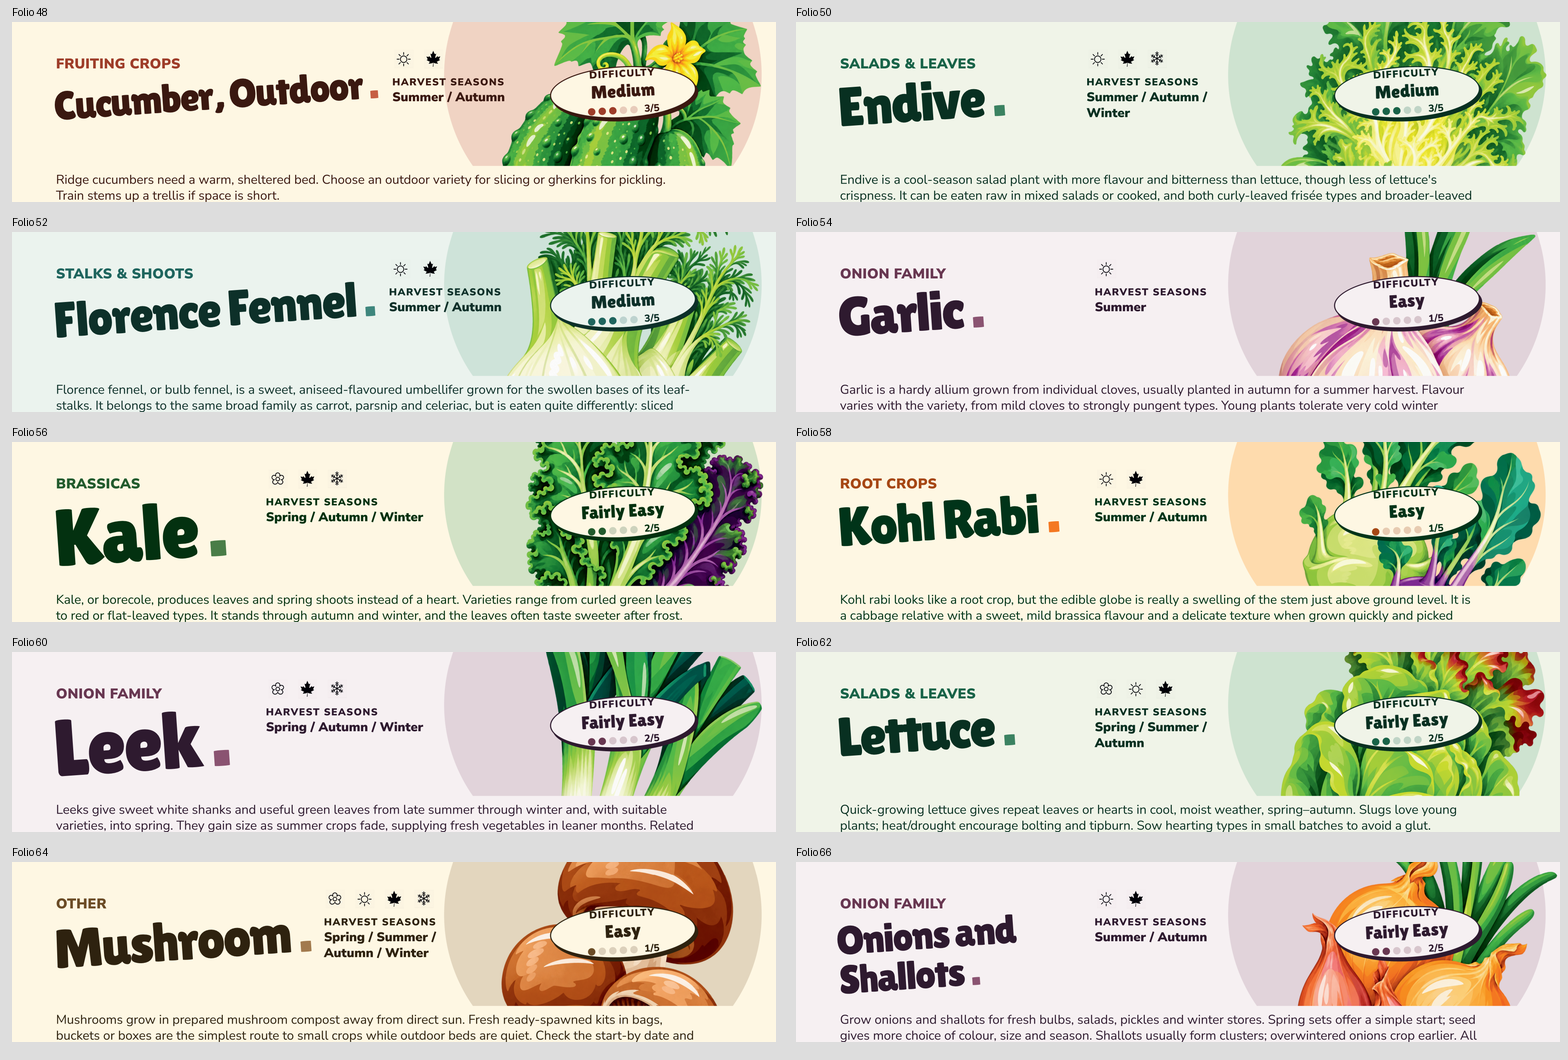 Folio 48
FRUITING CROPS
Cucumber, Outdoor.
HARVEST SEASONS
Summer / Autumn
DIFFICULTY
Medium
3/5
Ridge cucumbers need a warm, sheltered bed. Choose an outdoor variety for slicing or gherkins for pickling.
Train stems up a trellis if space is short.
Folio 50
SALADS & LEAVES
Endive.
HARVEST SEASONS
Summer / Autumn /
Winter
DIFFICULTY
Medium
3/5
Endive is a cool-season salad plant with more flavour and bitterness than lettuce, though less of lettuce's
crispness. It can be eaten raw in mixed salads or cooked, and both curly-leaved frisée types and broader-leaved
Folio 52
STALKS & SHOOTS
Florence Fennel.
HARVEST SEASONS
Summer / Autumn
DIFFICULTY
Medium
3/5
Florence fennel, or bulb fennel, is a sweet, aniseed-flavoured umbellifer grown for the swollen bases of its leaf-
stalks. It belongs to the same broad family as carrot, parsnip and celeriac, but is eaten quite differently: sliced
Folio 54
ONION FAMILY
Garlic.
HARVEST SEASONS
Summer
DIFFICULTY
Easy
1/5
Garlic is a hardy allium grown from individual cloves, usually planted in autumn for a summer harvest. Flavour
varies with the variety, from mild cloves to strongly pungent types. Young plants tolerate very cold winter
Folio 56
BRASSICAS
Kale.
HARVEST SEASONS
Spring / Autumn / Winter
DIFFICULTY
Fairly Easy
2/5
Kale, or borecole, produces leaves and spring shoots instead of a heart. Varieties range from curled green leaves
to red or flat-leaved types. It stands through autumn and winter, and the leaves often taste sweeter after frost.
Folio 58
ROOT CROPS
Kohl Rabi.
HARVEST SEASONS
Summer / Autumn
DIFFICULTY
Easy
1/5
Kohl rabi looks like a root crop, but the edible globe is really a swelling of the stem just above ground level. It is
a cabbage relative with a sweet, mild brassica flavour and a delicate texture when grown quickly and picked
Folio 60
ONION FAMILY
Leek.
HARVEST SEASONS
Spring / Autumn / Winter
DIFFICULTY
Fairly Easy
2/5
Leeks give sweet white shanks and useful green leaves from late summer through winter and, with suitable
varieties, into spring. They gain size as summer crops fade, supplying fresh vegetables in leaner months. Related
Folio 62
SALADS & LEAVES
Lettuce.
HARVEST SEASONS
Spring / Summer /
Autumn
DIFFICULTY
Fairly Easy
2/5
Quick-growing lettuce gives repeat leaves or hearts in cool, moist weather, spring–autumn. Slugs love young
plants; heat/drought encourage bolting and tipburn. Sow hearting types in small batches to avoid a glut.
Folio 64
OTHER
Mushroom.
HARVEST SEASONS
Spring / Summer /
Autumn / Winter
DIFFICULTY
Easy
1/5
Mushrooms grow in prepared mushroom compost away from direct sun. Fresh ready-spawned kits in bags,
buckets or boxes are the simplest route to small crops while outdoor beds are quiet. Check the start-by date and
Folio 66
ONION FAMILY
Onions and
Shallots.
HARVEST SEASONS
Summer / Autumn
DIFFICULTY
Fairly Easy
2/5
Grow onions and shallots for fresh bulbs, salads, pickles and winter stores. Spring sets offer a simple start; seed
gives more choice of colour, size and season. Shallots usually form clusters; overwintered onions crop earlier. All